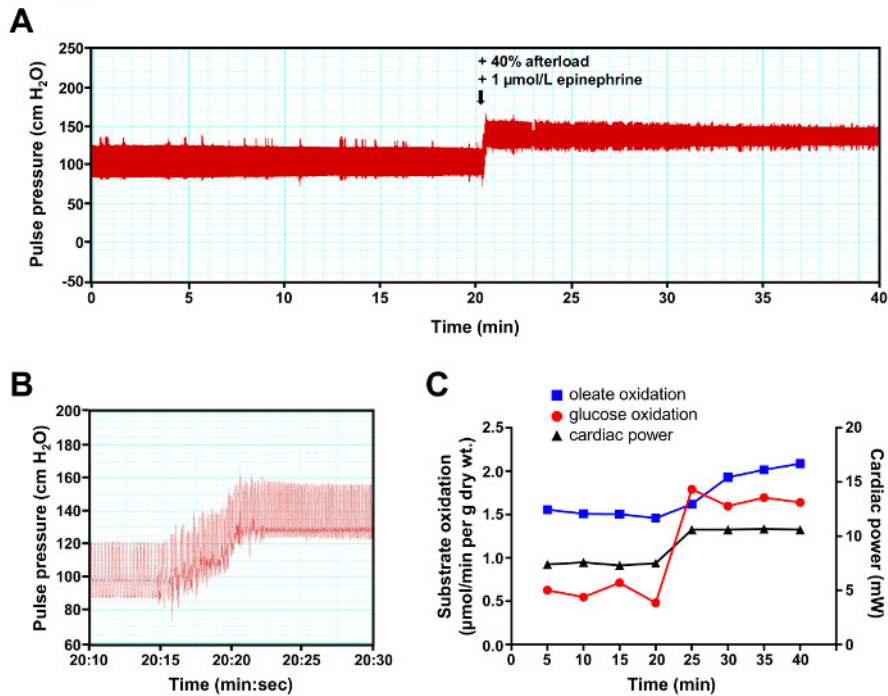 A
Pulse pressure (cm H₂O)
250
200
150
100
50
0
-50
+ 40% afterload
+ 1 µmol/L epinephrine
0 5 10 15 20 25 30 35 40
Time (min)
B
Pulse pressure (cm H₂O)
200
180
160
140
120
100
80
60
20:10 20:15 20:20 20:25 20:30
Time (min:sec)
C
oleate oxidation
glucose oxidation
cardiac power
Substrate oxidation
(µmol/min per g dry wt.)
2.5
2.0
1.5
1.0
0.5
0.0
20
15
10
5
0
Cardiac power (mW)
0 5 10 15 20 25 30 35 40
Time (min)